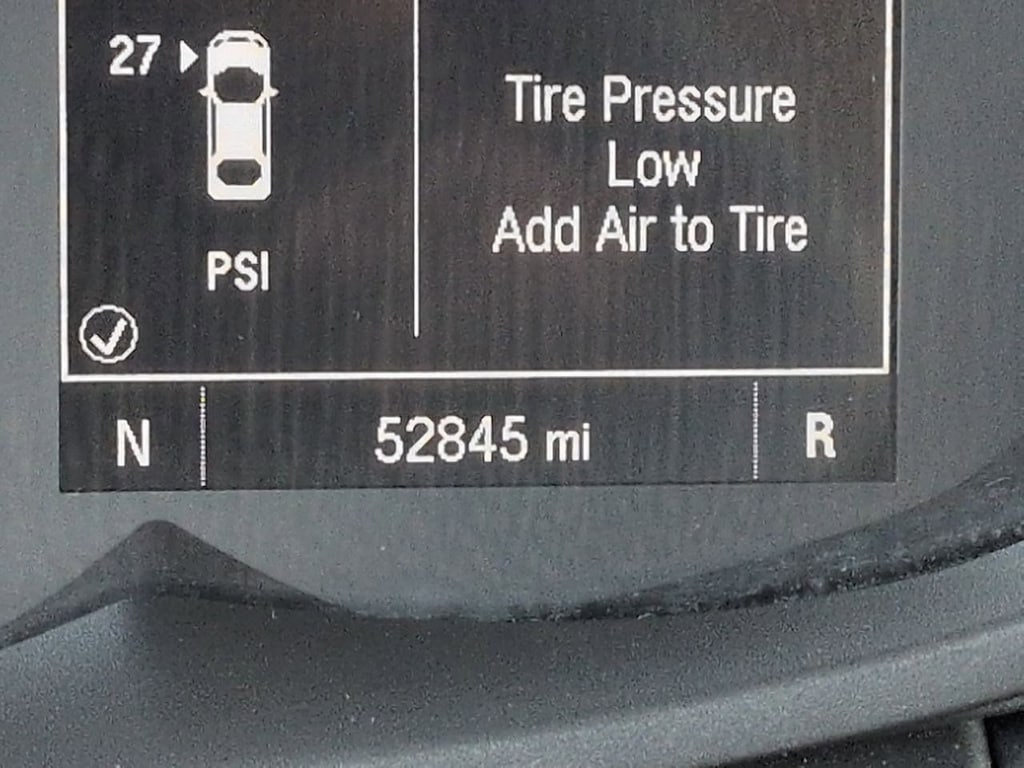 27
PSI
Tire Pressure
Low
Add Air to Tire
N
52845 mi
R